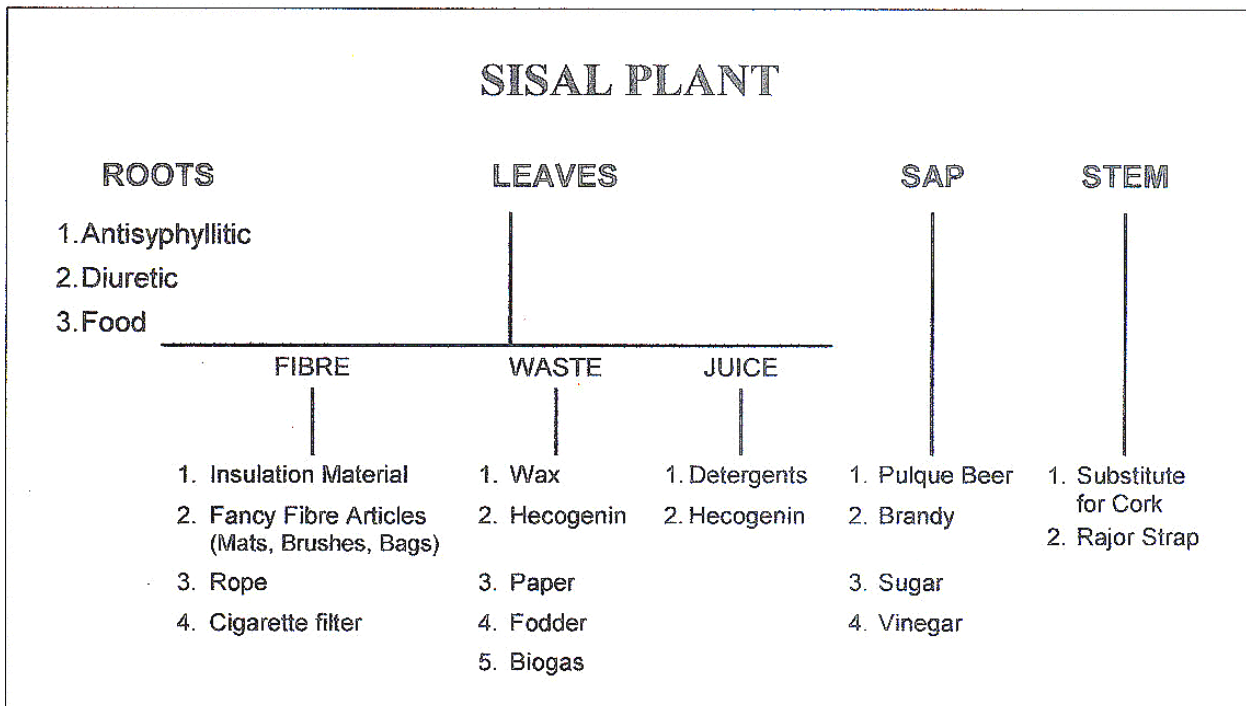 SISAL PLANT
ROOTS
1. Antisyphyllitic
2. Diuretic
3. Food
LEAVES
FIBRE
1. Insulation Material
2. Fancy Fibre Articles
(Mats, Brushes, Bags)
3. Rope
4. Cigarette filter
WASTE
1. Wax
2. Hecogenin
3. Paper
4. Fodder
5. Biogas
JUICE
1. Detergents
2. Hecogenin
SAP
1. Pulque Beer
2. Brandy
3. Sugar
4. Vinegar
STEM
1. Substitute
for Cork
2. Rajor Strap